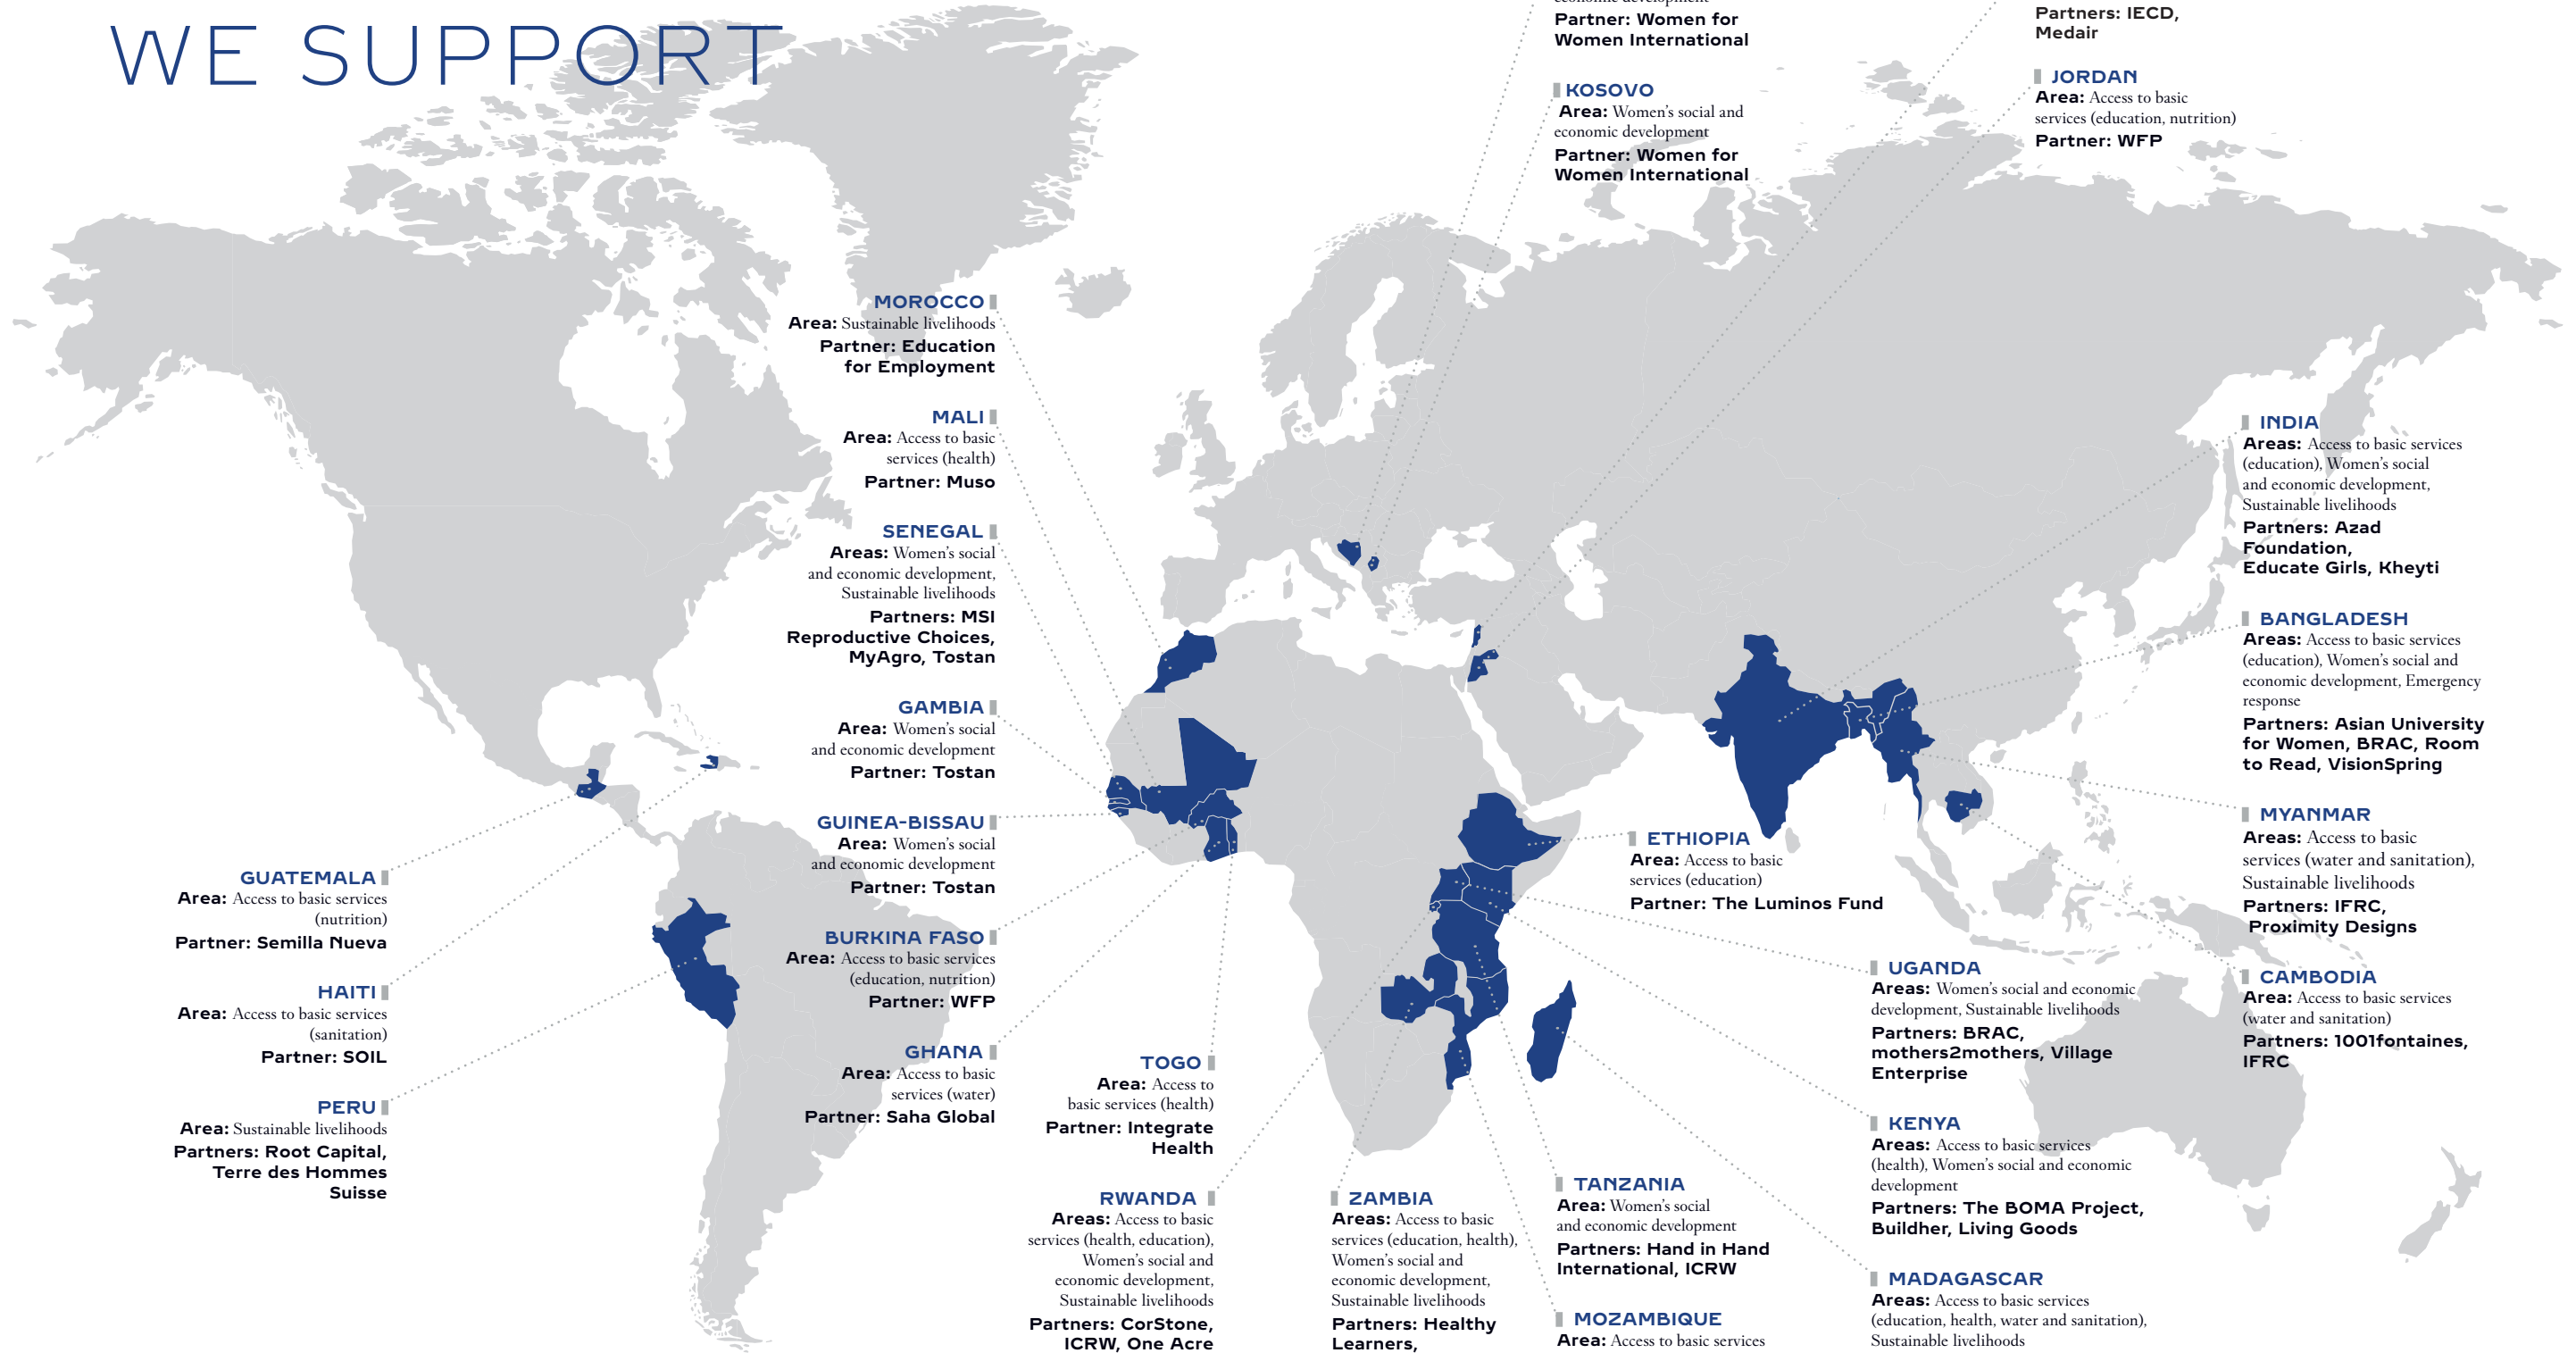 WE SUPPORT
Partner: Women for
Women International
KOSOVO
Area: Women's social and
economic development
Partner: Women for
Women International
Partners: IECD,
Medair
JORDAN
Area: Access to basic
services (education, nutrition)
Partner: WFP
MOROCCO
Area: Sustainable livelihoods
Partner: Education
for Employment
MALI
Area: Access to basic
services (health)
Partner: Muso
SENEGAL
Areas: Women's social
and economic development,
Sustainable livelihoods
Partners: MSI
Reproductive Choices,
MyAgro, Tostan
GAMBIA
Area: Women's social
and economic development
Partner: Tostan
GUINEA-BISSAU
Area: Women's social
and economic development
Partner: Tostan
BURKINA FASO
Area: Access to basic services
(education, nutrition)
Partner: WFP
GHANA
Area: Access to basic
services (water)
Partner: Saha Global
GUATEMALA
Area: Access to basic services
(nutrition)
Partner: Semilla Nueva
HAITI
Area: Access to basic services
(sanitation)
Partner: SOIL
PERU
Area: Sustainable livelihoods
Partners: Root Capital,
Terre des Hommes
Suisse
TOGO
Area: Access to
basic services (health)
Partner: Integrate
Health
RWANDA
Areas: Access to basic
services (health, education),
Women's social and
economic development,
Sustainable livelihoods
Partners: CorStone,
ICRW, One Acre
ZAMBIA
Areas: Access to basic
services (education, health),
Women's social and
economic development,
Sustainable livelihoods
Partners: Healthy
Learners,
TANZANIA
Area: Women's social
and economic development
Partners: Hand in Hand
International, ICRW
MOZAMBIQUE
Area: Access to basic services
ETHIOPIA
Area: Access to basic
services (education)
Partner: The Luminos Fund
UGANDA
Areas: Women's social and economic
development, Sustainable livelihoods
Partners: BRAC,
mothers2mothers, Village
Enterprise
KENYA
Areas: Access to basic services
(health), Women's social and economic
development
Partners: The BOMA Project,
Buildher, Living Goods
MADAGASCAR
Areas: Access to basic services
(education, health, water and sanitation),
Sustainable livelihoods
INDIA
Areas: Access to basic services
(education), Women's social
and economic development,
Sustainable livelihoods
Partners: Azad
Foundation,
Educate Girls, Kheyti
BANGLADESH
Areas: Access to basic services
(education), Women's social and
economic development, Emergency
response
Partners: Asian University
for Women, BRAC, Room
to Read, VisionSpring
MYANMAR
Areas: Access to basic
services (water and sanitation),
Sustainable livelihoods
Partners: IFRC,
Proximity Designs
CAMBODIA
Area: Access to basic services
(water and sanitation)
Partners: 1001fontaines,
IFRC